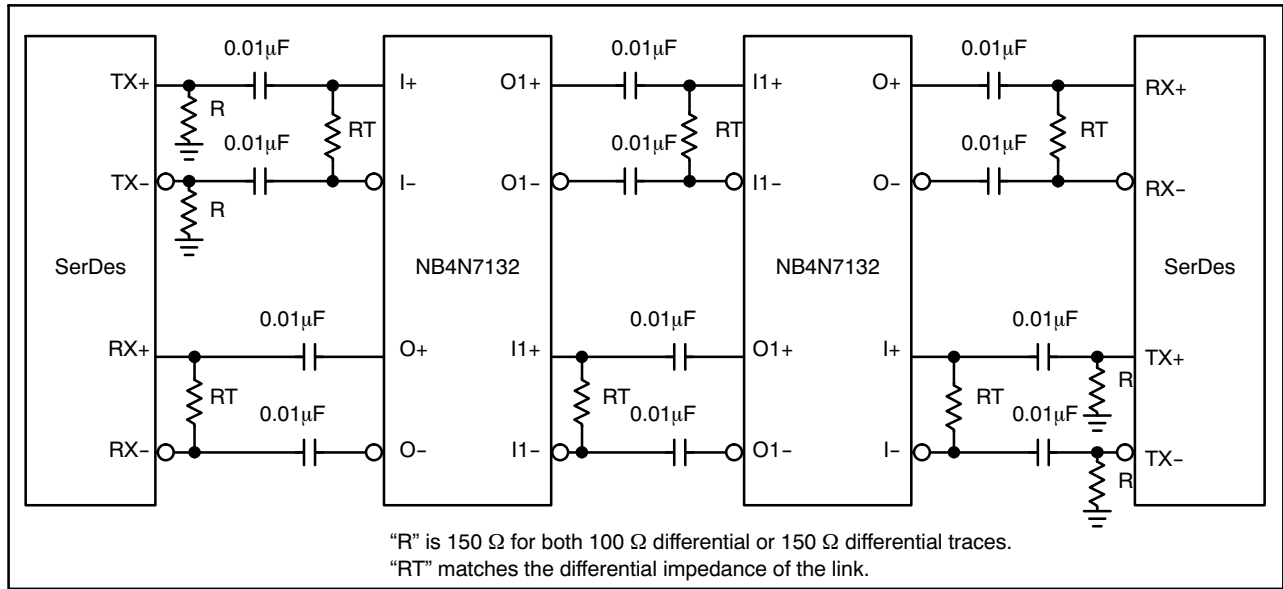 0.01μF 0.01μF 0.01μF
TX+ I+ O1+ I1+ O+ RX+
R RT RT RT
0.01μF 0.01μF 0.01μF
TX− I− O1− I1− O− RX−
R
SerDes NB4N7132 NB4N7132 SerDes
0.01μF 0.01μF 0.01μF
RX+ O+ I1+ O1+ I+ TX+
R
RT RT RT
0.01μF 0.01μF 0.01μF
RX− O− I1− O1− I− TX−
R
“R” is 150 Ω for both 100 Ω differential or 150 Ω differential traces.
“RT” matches the differential impedance of the link.